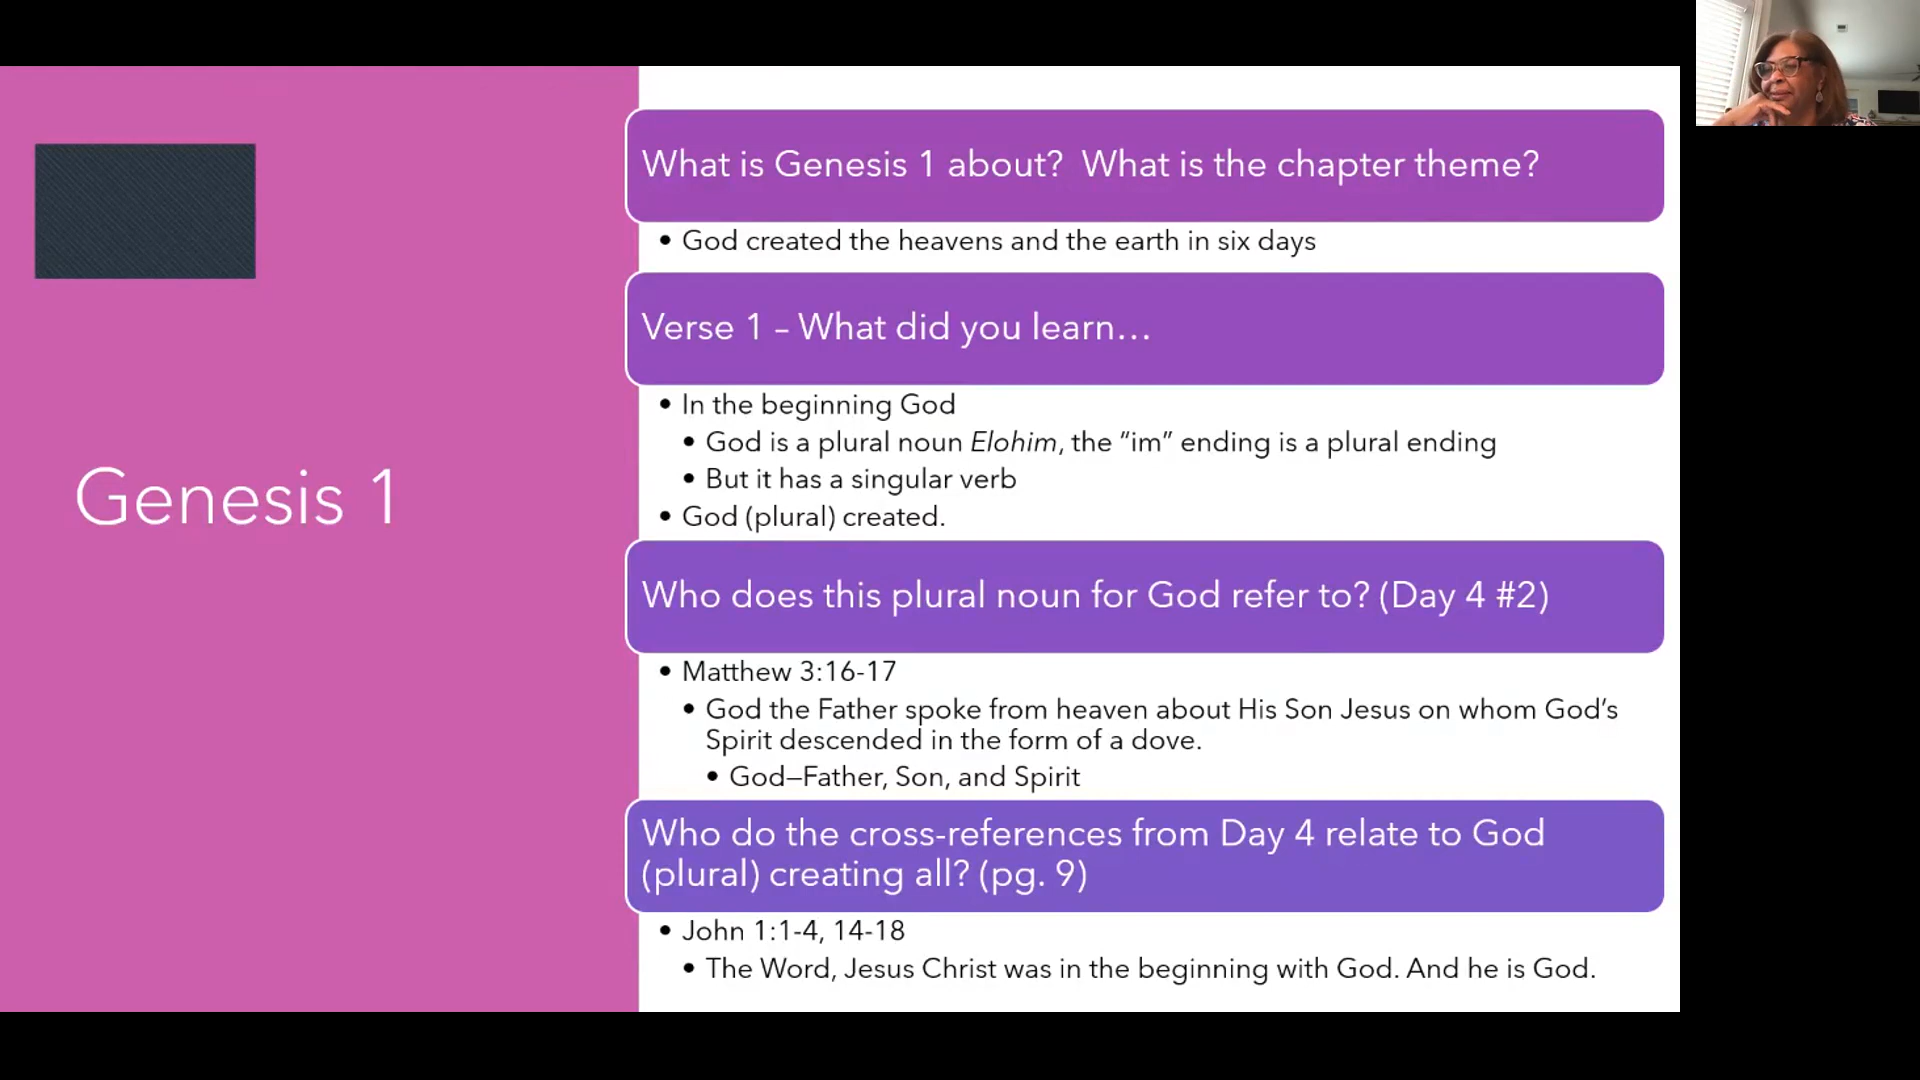 Genesis 1
What is Genesis 1 about?  What is the chapter theme?
• God created the heavens and the earth in six days
Verse 1 – What did you learn…
• In the beginning God
• God is a plural noun Elohim, the “im” ending is a plural ending
• But it has a singular verb
• God (plural) created.
Who does this plural noun for God refer to? (Day 4 #2)
• Matthew 3:16-17
• God the Father spoke from heaven about His Son Jesus on whom God’s
Spirit descended in the form of a dove.
• God—Father, Son, and Spirit
Who do the cross-references from Day 4 relate to God
(plural) creating all? (pg. 9)
• John 1:1-4, 14-18
• The Word, Jesus Christ was in the beginning with God. And he is God.